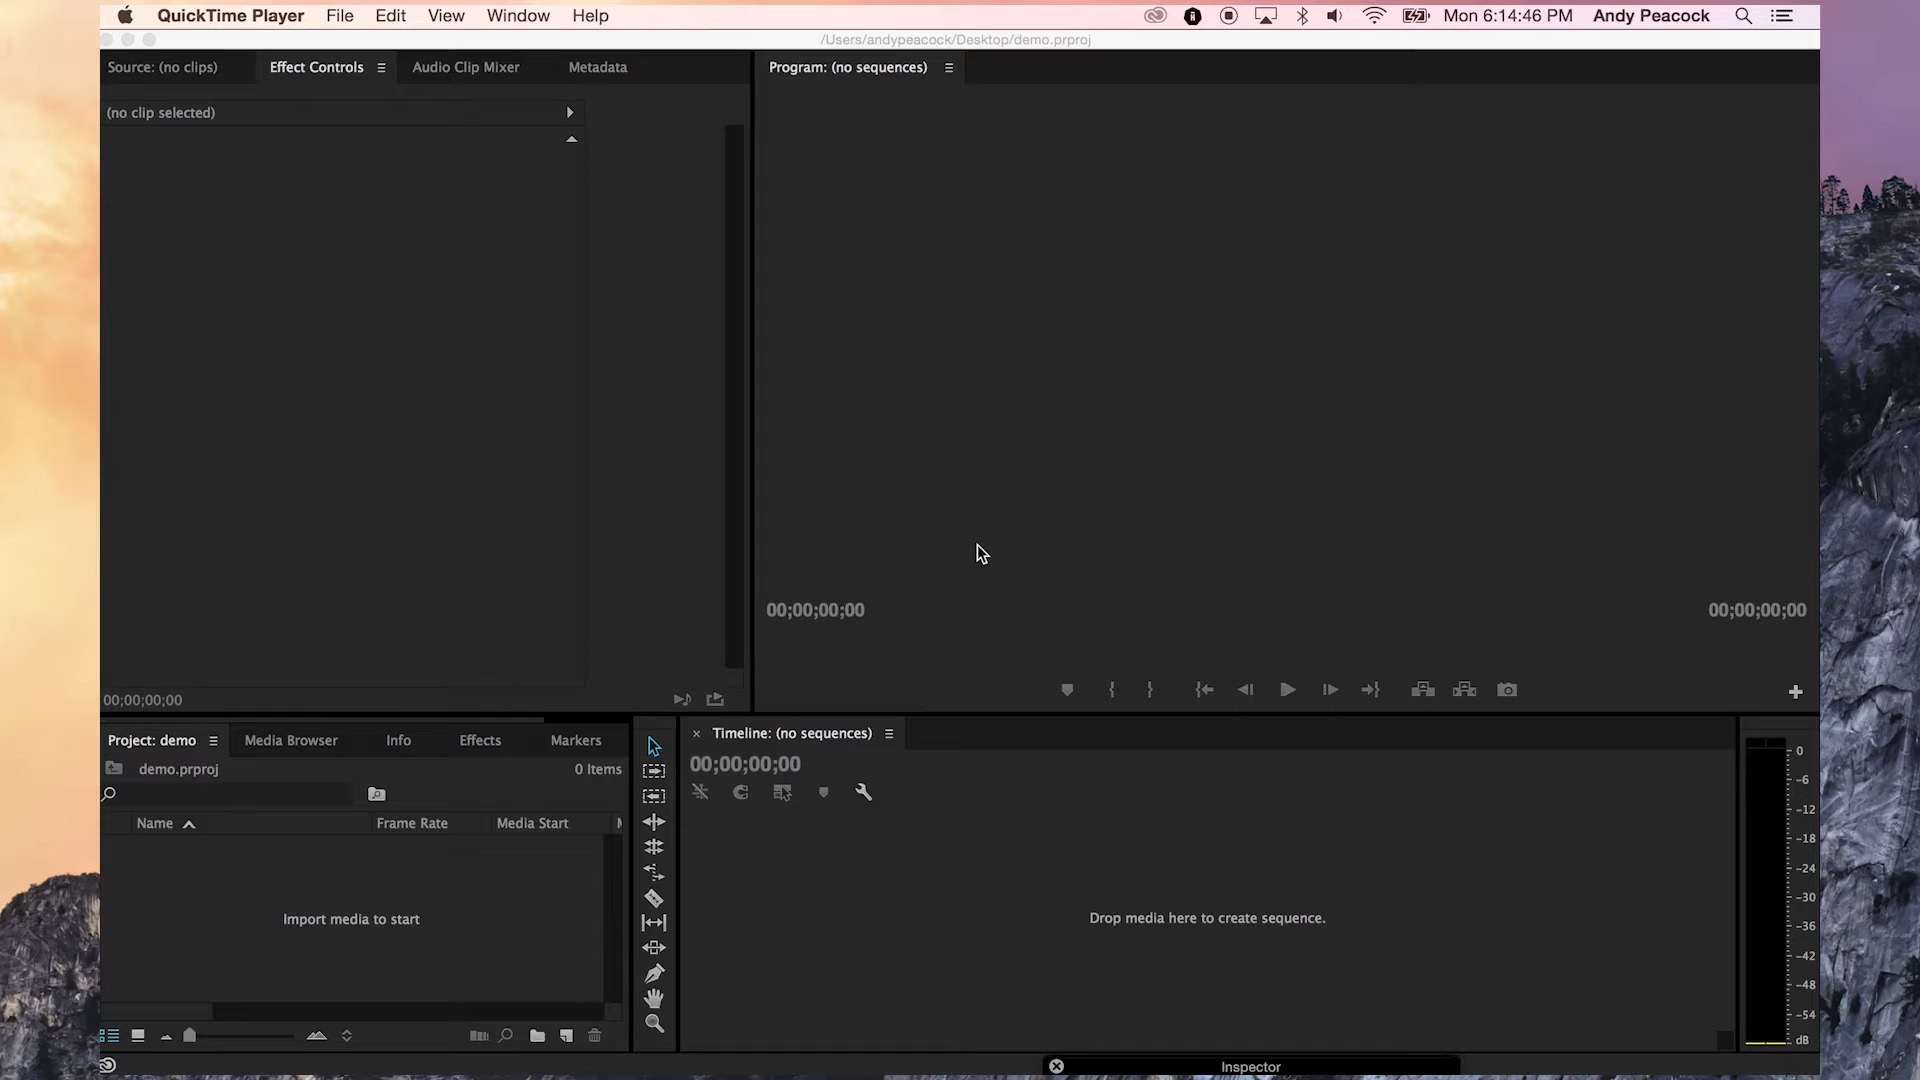 QuickTime Player File Edit View Window Help Mon 6:14:46 PM Andy Peacock
/Users/andypeacock/Desktop/demo.prproj
Source: (no clips) Effect Controls Audio Clip Mixer Metadata
Program: (no sequences)
(no clip selected)
00;00;00;00 00;00;00;00
00;00;00;00
Project: demo Media Browser Info Effects Markers
demo.prproj 0 Items
Name Frame Rate Media Start
Import media to start
Timeline: (no sequences)
00;00;00;00
Drop media here to create sequence.
0
-6
-12
-18
-24
-30
-36
-42
-48
-54
dB
Inspector